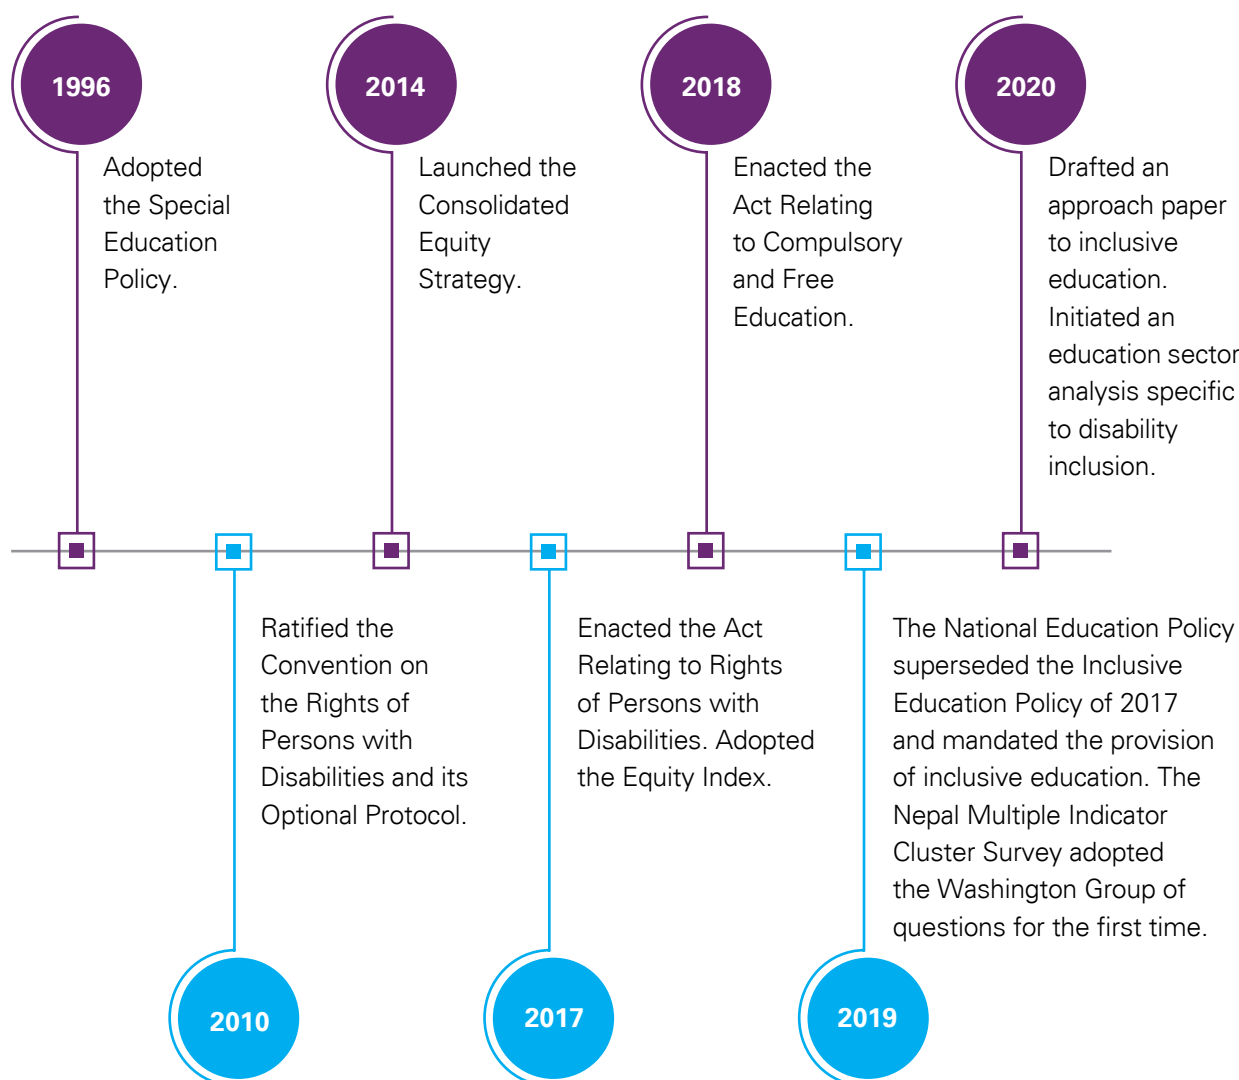 1996
Adopted
the Special
Education
Policy.
2014
Launched the
Consolidated
Equity
Strategy.
2018
Enacted the
Act Relating
to Compulsory
and Free
Education.
2020
Drafted an
approach paper
to inclusive
education.
Initiated an
education sector
analysis specific
to disability
inclusion.
Ratified the
Convention on
the Rights of
Persons with
Disabilities and its
Optional Protocol.
2010
Enacted the Act
Relating to Rights
of Persons with
Disabilities. Adopted
the Equity Index.
2017
The National Education Policy
superseded the Inclusive
Education Policy of 2017
and mandated the provision
of inclusive education. The
Nepal Multiple Indicator
Cluster Survey adopted
the Washington Group of
questions for the first time.
2019